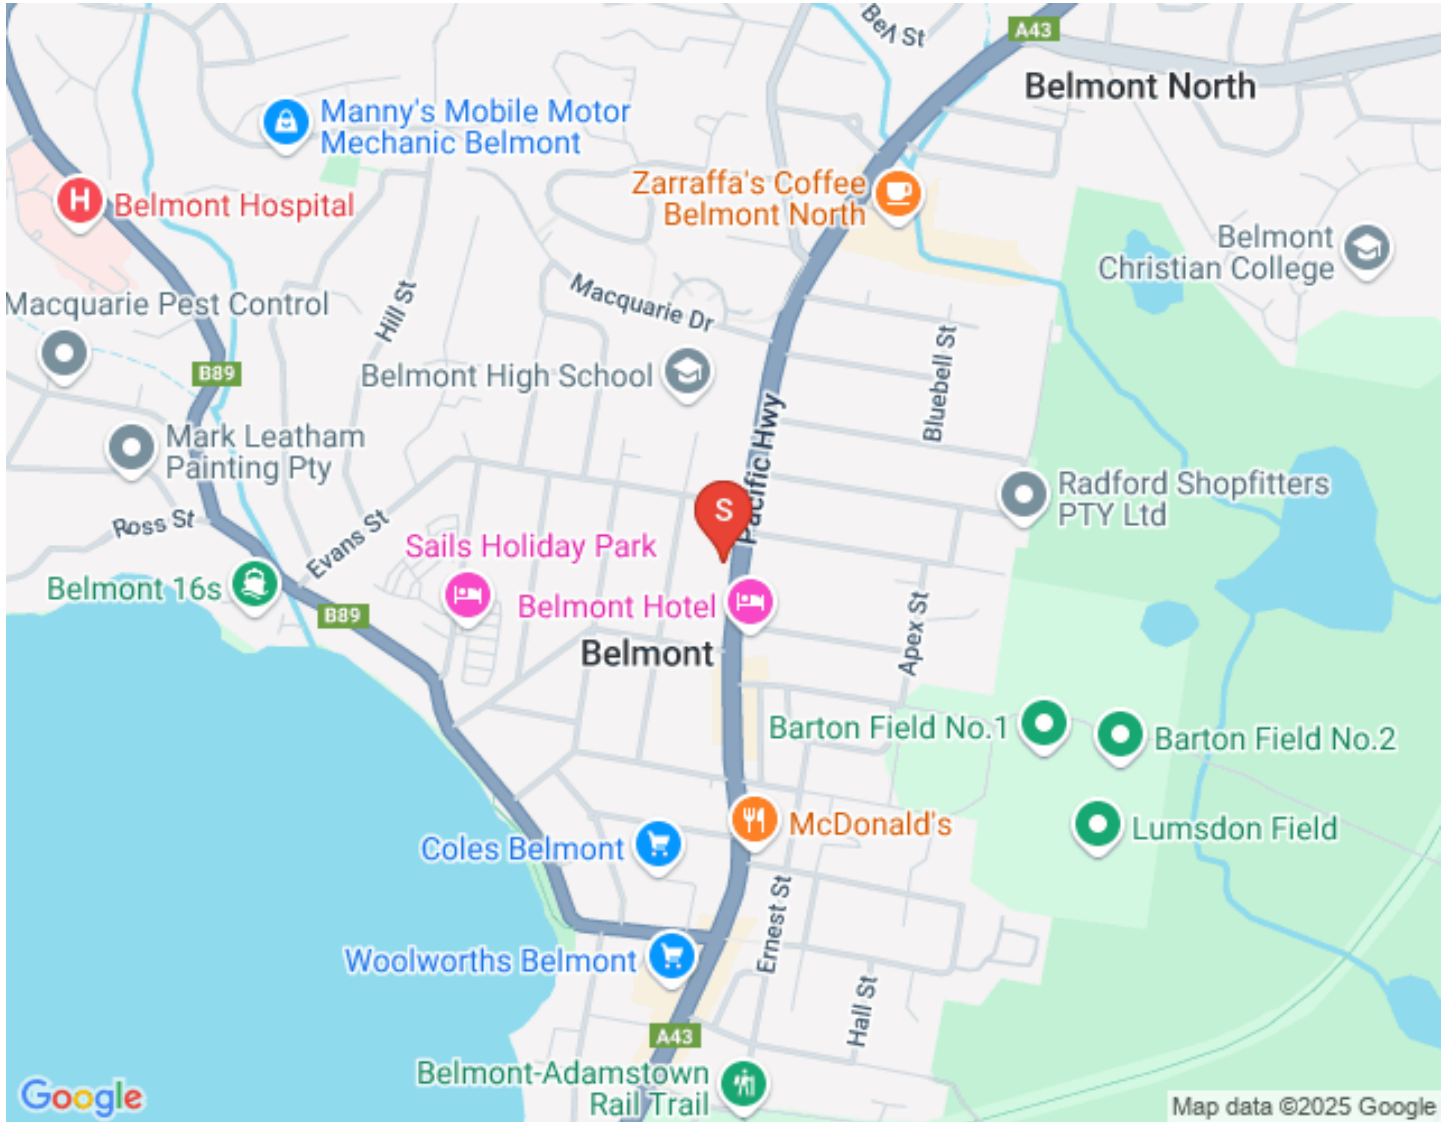 Bevl St
A43
Belmont North
Manny's Mobile Motor
Mechanic Belmont
Zarraffa's Coffee
Belmont North
H
Belmont Hospital
Belmont
Christian College
Macquarie Pest Control
Hill St
Macquarie Dr
Bluebell St
B89
Belmont High School
Pacific Hwy
Mark Leatham
Painting Pty
Radford Shopfitters
PTY Ltd
S
Ross St
Evans St
Sails Holiday Park
Belmont 16s
Belmont Hotel
B89
Apex St
Belmont
Barton Field No.1
Barton Field No.2
McDonald's
Lumsdon Field
Coles Belmont
Ernest St
Woolworths Belmont
Hall St
A43
Belmont-Adamstown
Rail Trail
Google
Map data ©2025 Google